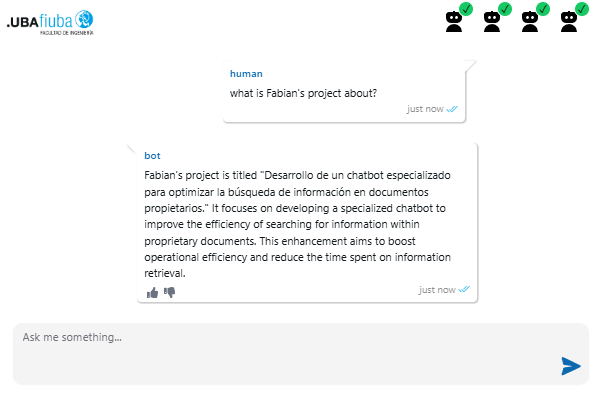 .UBAfiuba
FACULTAD DE INGENIERÍA
human
what is Fabian's project about?
just now
bot
Fabian's project is titled "Desarrollo de un chatbot especializado
para optimizar la búsqueda de información en documentos
propietarios." It focuses on developing a specialized chatbot to
improve the efficiency of searching for information within
proprietary documents. This enhancement aims to boost
operational efficiency and reduce the time spent on information
retrieval.
just now
Ask me something...